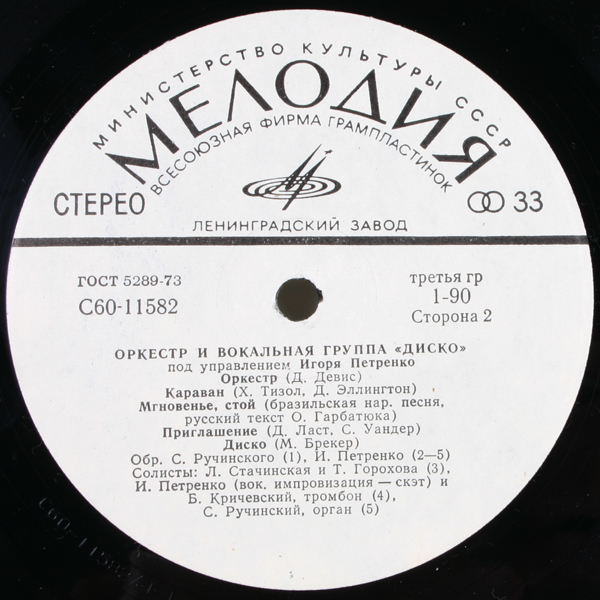 МИНИСТЕРСТВО КУЛЬТУРЫ СССР
МЕЛОДИЯ
ВСЕСОЮЗНАЯ ФИРМА ГРАМПЛАСТИНОК
СТЕРЕО
33
ЛЕНИНГРАДСКИЙ ЗАВОД
ГОСТ 5289-73
С60-11582
третья гр
1-90
Сторона 2
ОРКЕСТР И ВОКАЛЬНАЯ ГРУППА «ДИСКО»
под управлением Игоря Петренко
Оркестр (Д. Девис)
Караван (Х. Тизол, Д. Эллингтон)
Мгновенье, стой (бразильская нар. песня,
русский текст О. Гарбатюка)
Приглашение (Д. Ласт, С. Уандер)
Диско (М. Брекер)
Обр. С. Ручинского (1), И. Петренко (2—5)
Солисты: Л. Стачинская и Т. Горохова (3),
И. Петренко (вок. импровизация — скэт) и
Б. Кричевский, тромбон (4),
С. Ручинский, орган (5)